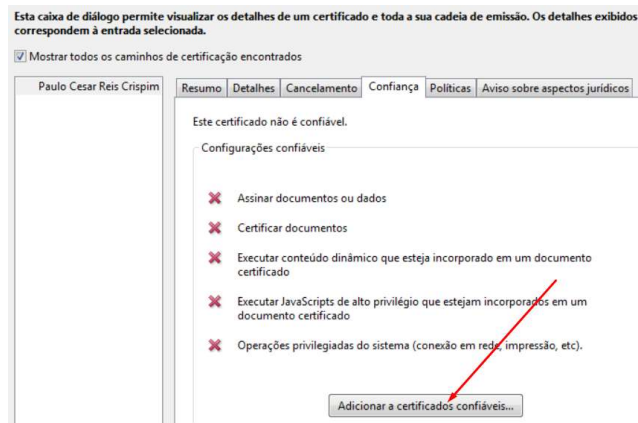 Esta caixa de diálogo permite visualizar os detalhes de um certificado e toda a sua cadeia de emissão. Os detalhes exibidos
correspondem à entrada selecionada.
Mostrar todos os caminhos de certificação encontrados
Paulo Cesar Reis Crispim
Resumo Detalhes Cancelamento Confiança Políticas Aviso sobre aspectos jurídicos
Este certificado não é confiável.
Configurações confiáveis
Assinar documentos ou dados
Certificar documentos
Executar conteúdo dinâmico que esteja incorporado em um documento
certificado
Executar JavaScripts de alto privilégio que estejam incorporados em um
documento certificado
Operações privilegiadas do sistema (conexão em rede, impressão, etc).
Adicionar a certificados confiáveis...